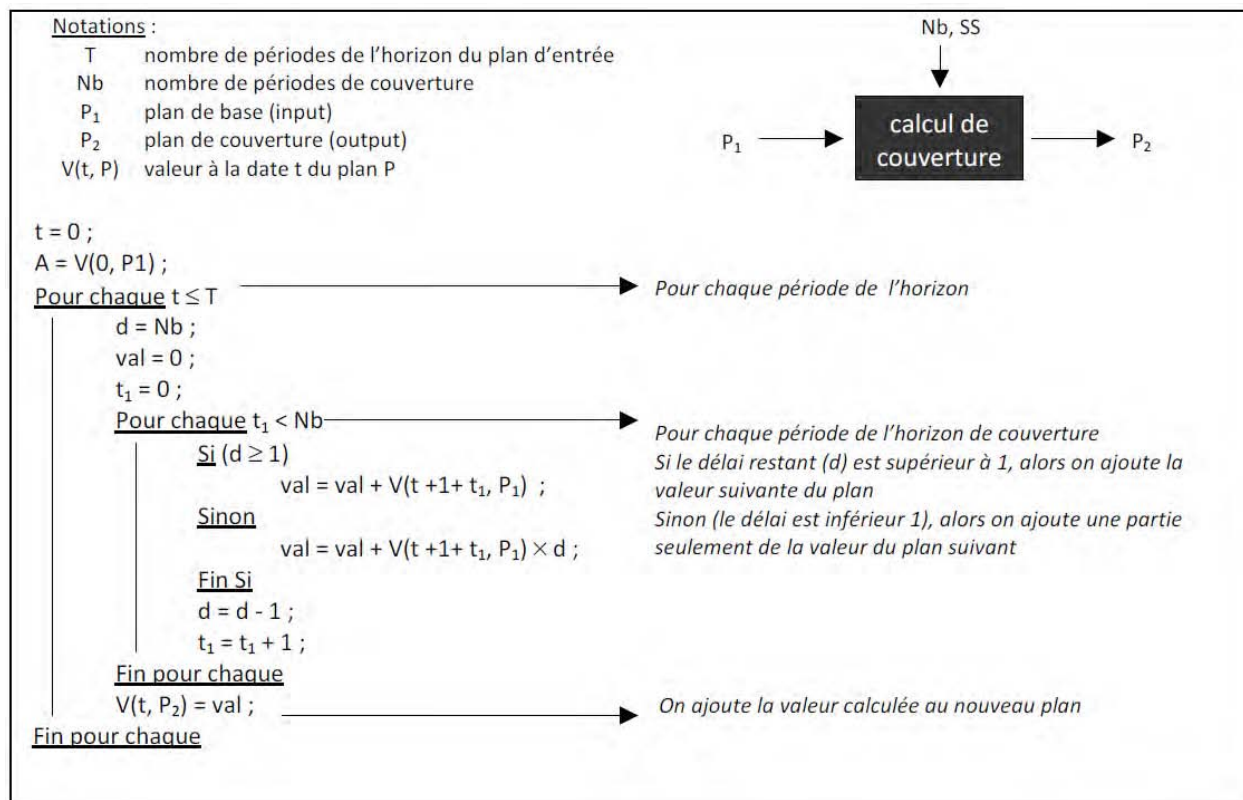 Notations :
T nombre de périodes de l'horizon du plan d'entrée
Nb nombre de périodes de couverture
P₁ plan de base (input)
P₂ plan de couverture (output)
V(t, P) valeur à la date t du plan P
Nb, SS
P₁
calcul de
couverture
P₂
t = 0 ;
A = V(0, P1) ;
Pour chaque t ≤ T
Pour chaque période de l'horizon
d = Nb ;
val = 0 ;
t₁ = 0 ;
Pour chaque t₁ < Nb
Pour chaque période de l'horizon de couverture
Si le délai restant (d) est supérieur à 1, alors on ajoute la
valeur suivante du plan
Sinon (le délai est inférieur 1), alors on ajoute une partie
seulement de la valeur du plan suivant
Si (d ≥ 1)
val = val + V(t +1+ t₁, P₁) ;
Sinon
val = val + V(t +1+ t₁, P₁) × d ;
Fin Si
d = d - 1 ;
t₁ = t₁ + 1 ;
Fin pour chaque
V(t, P₂) = val ;
On ajoute la valeur calculée au nouveau plan
Fin pour chaque